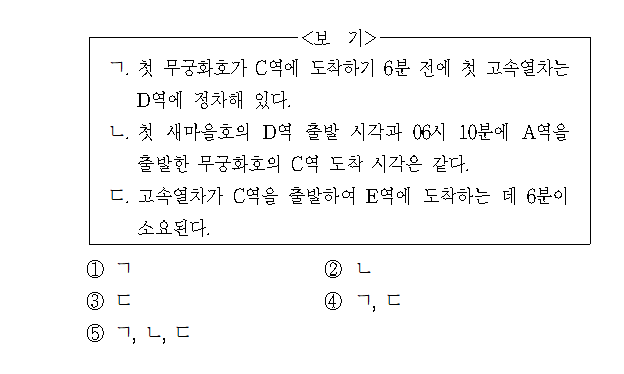 <보 기>
ㄱ. 첫 무궁화호가 C역에 도착하기 6분 전에 첫 고속열차는
D역에 정차해 있다.
ㄴ. 첫 새마을호의 D역 출발 시각과 06시 10분에 A역을
출발한 무궁화호의 C역 도착 시각은 같다.
ㄷ. 고속열차가 C역을 출발하여 E역에 도착하는 데 6분이
소요된다.
① ㄱ ② ㄴ
③ ㄷ ④ ㄱ, ㄷ
⑤ ㄱ, ㄴ, ㄷ